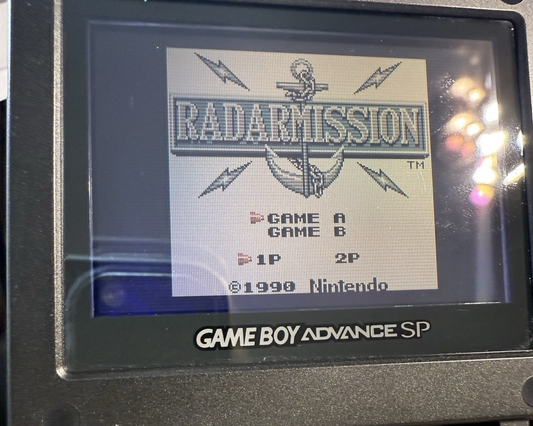 RADARMISSION
TM
GAME A
GAME B
1P 2P
©1990 Nintendo
GAME BOY ADVANCE SP